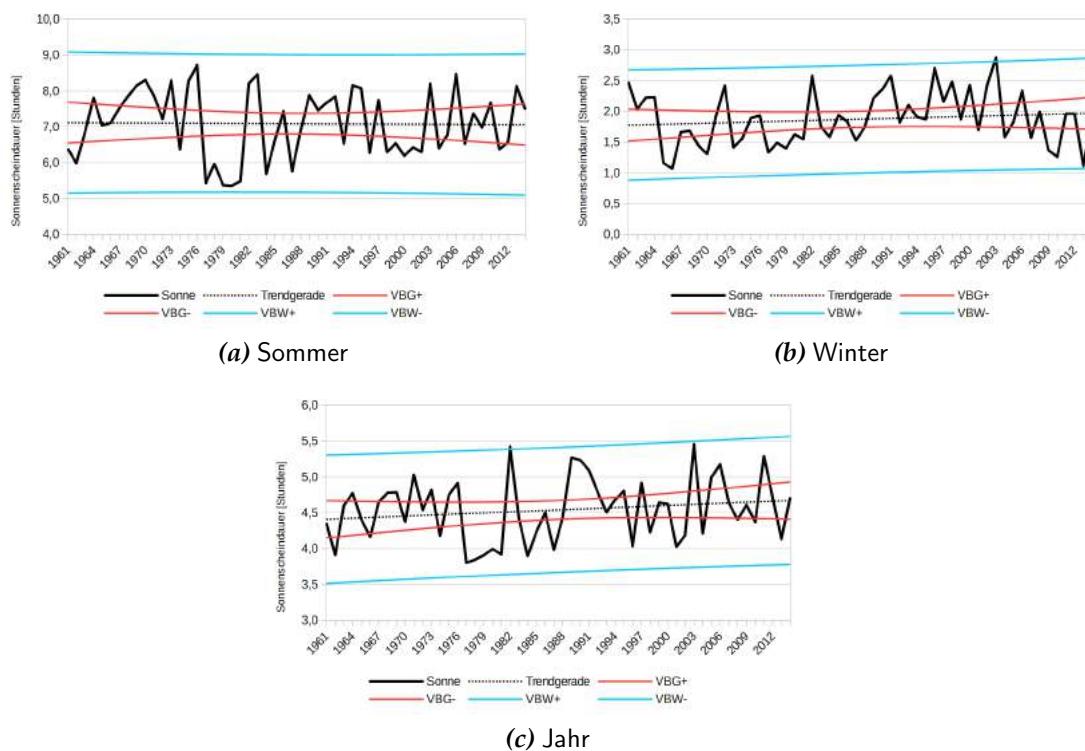 10,0
9,0
8,0
7,0
6,0
5,0
4,0
Sonnenscheindauer [Stunden]
1961 1964 1967 1970 1973 1976 1979 1982 1985 1988 1991 1994 1997 2000 2003 2006 2009 2012
Sonne Trendgerade VBG+
VBG- VBW+ VBW-
(a) Sommer
3,5
3,0
2,5
2,0
1,5
1,0
0,5
0,0
Sonnenscheindauer [Stunden]
1961 1964 1967 1970 1973 1976 1979 1982 1985 1988 1991 1994 1997 2000 2003 2006 2009 2012
Sonne Trendgerade VBG+
VBG- VBW+ VBW-
(b) Winter
6,0
5,5
5,0
4,5
4,0
3,5
3,0
Sonnenscheindauer [Stunden]
1961 1964 1967 1970 1973 1976 1979 1982 1985 1988 1991 1994 1997 2000 2003 2006 2009 2012
Sonne Trendgerade VBG+
VBG- VBW+ VBW-
(c) Jahr